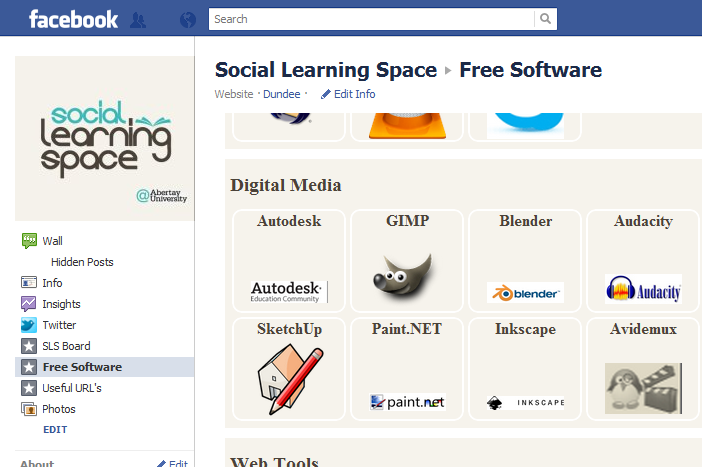 facebook
Search
social
learning
space
@Abertay
University
Wall
Hidden Posts
Info
Insights
Twitter
SLS Board
Free Software
Useful URL's
Photos
EDIT
About
Edit
Social Learning Space ▸ Free Software
Website · Dundee · Edit Info
Digital Media
Autodesk GIMP Blender Audacity
Autodesk
Education Community
blender
Audacity
SketchUp Paint.NET Inkscape Avidemux
paint.net
INKSCAPE
Web Tools